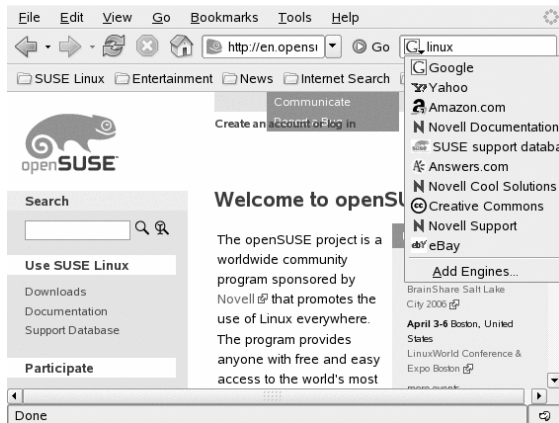 File Edit View Go Bookmarks Tools Help
http://en.opensu Go linux
SUSE Linux Entertainment News Internet Search
Google
Yahoo
Amazon.com
Novell Documentation
SUSE support databa
Answers.com
Novell Cool Solutions
Creative Commons
Novell Support
eBay
Add Engines...
Communicate
Create an account or log in
openSUSE
Search
Use SUSE Linux
Downloads
Documentation
Support Database
Participate
Welcome to openSU
The openSUSE project is a
worldwide community
program sponsored by
Novell that promotes the
use of Linux everywhere.
The program provides
anyone with free and easy
access to the world's most
BrainShare Salt Lake
City 2006
April 3-6 Boston, United
States
LinuxWorld Conference &
Expo Boston
more events
Done